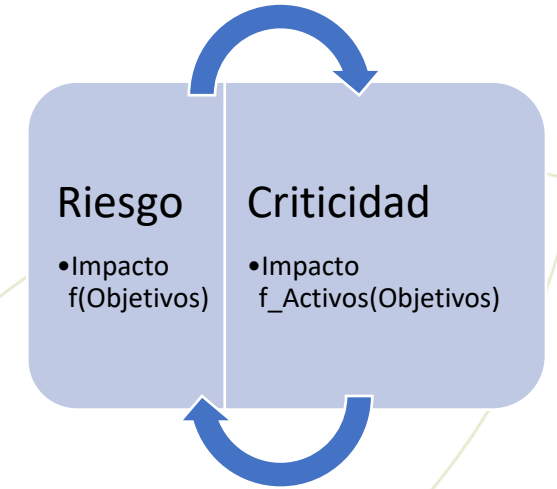 Riesgo
•Impacto
f(Objetivos)
Criticidad
•Impacto
f_Activos(Objetivos)